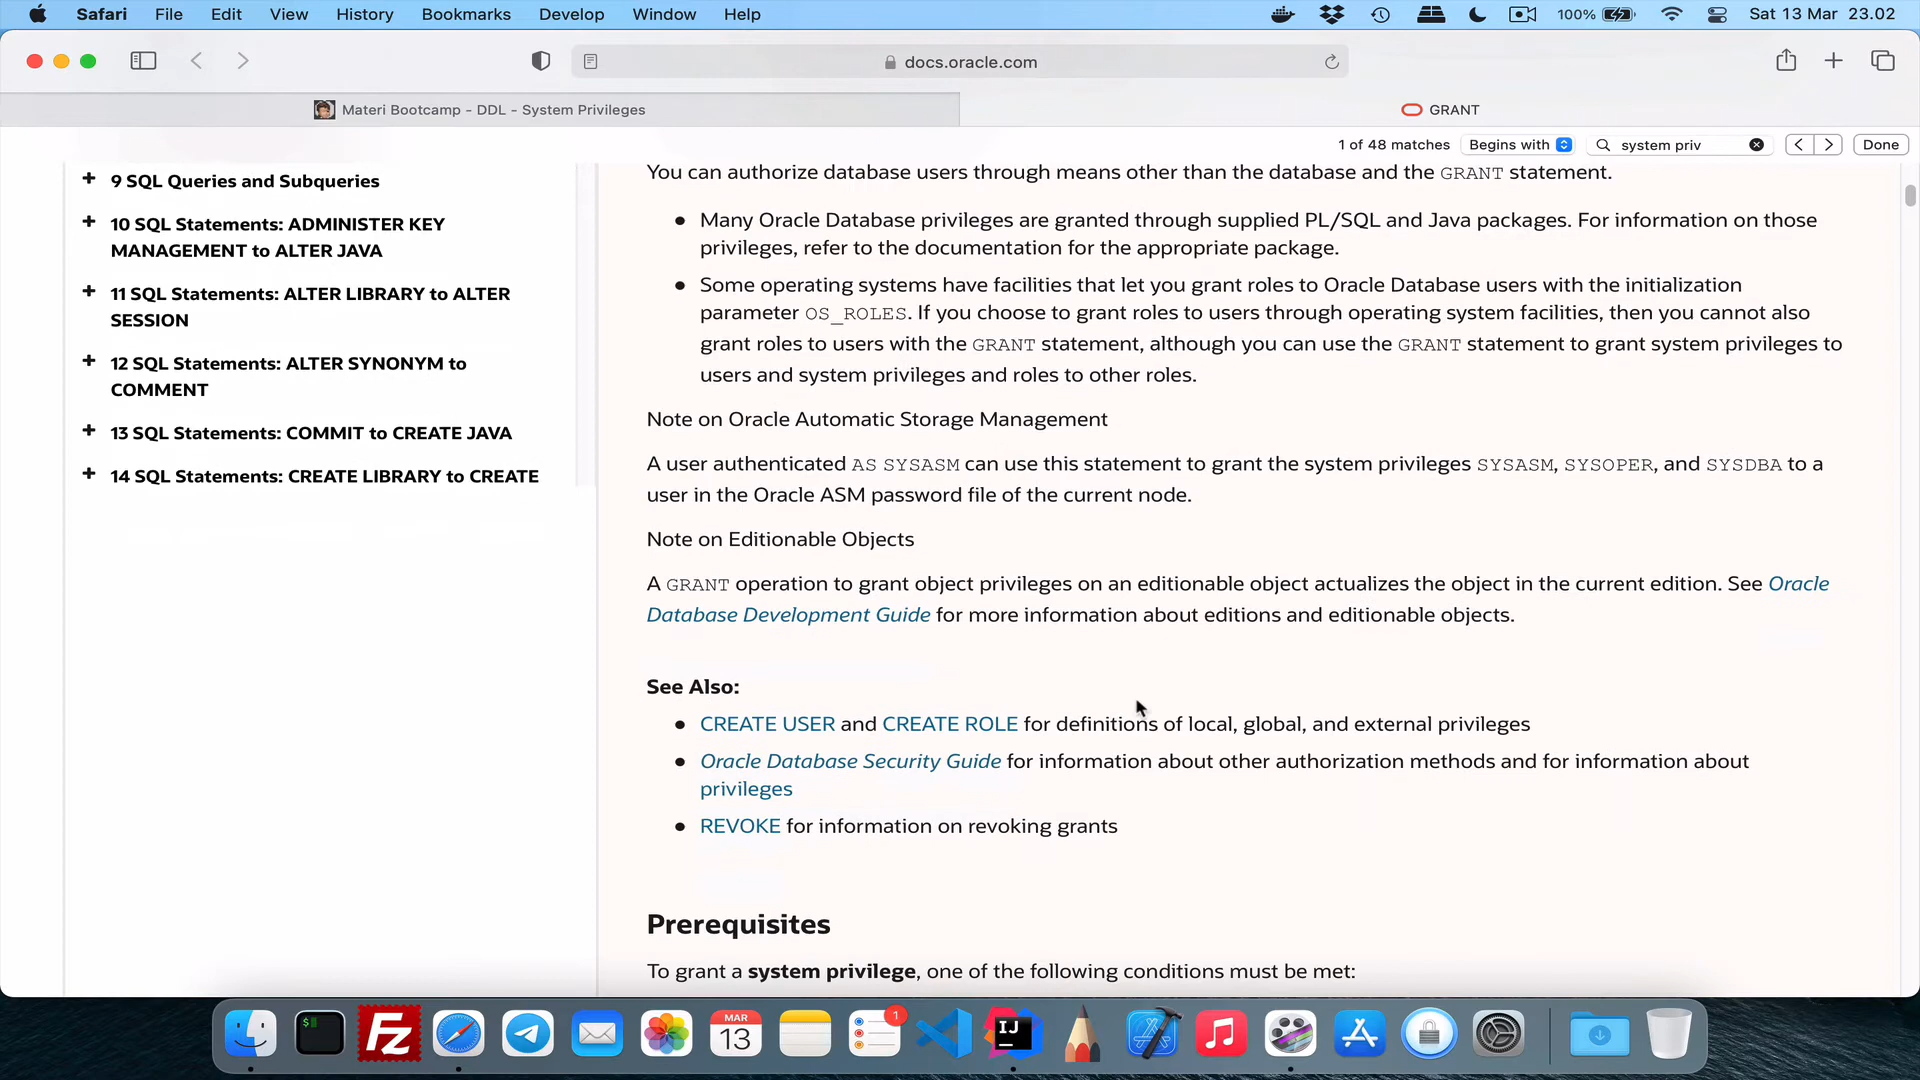 Safari File Edit View History Bookmarks Develop Window Help 100% Sat 13 Mar 23.02
docs.oracle.com
Materi Bootcamp - DDL - System Privileges
GRANT
1 of 48 matches Begins with system priv Done
9 SQL Queries and Subqueries
10 SQL Statements: ADMINISTER KEY
MANAGEMENT to ALTER JAVA
11 SQL Statements: ALTER LIBRARY to ALTER
SESSION
12 SQL Statements: ALTER SYNONYM to
COMMENT
13 SQL Statements: COMMIT to CREATE JAVA
14 SQL Statements: CREATE LIBRARY to CREATE
You can authorize database users through means other than the database and the GRANT statement.
Many Oracle Database privileges are granted through supplied PL/SQL and Java packages. For information on those
privileges, refer to the documentation for the appropriate package.
Some operating systems have facilities that let you grant roles to Oracle Database users with the initialization
parameter OS_ROLES. If you choose to grant roles to users through operating system facilities, then you cannot also
grant roles to users with the GRANT statement, although you can use the GRANT statement to grant system privileges to
users and system privileges and roles to other roles.
Note on Oracle Automatic Storage Management
A user authenticated AS SYSASM can use this statement to grant the system privileges SYSASM, SYSOPER, and SYSDBA to a
user in the Oracle ASM password file of the current node.
Note on Editionable Objects
A GRANT operation to grant object privileges on an editionable object actualizes the object in the current edition. See Oracle
Database Development Guide for more information about editions and editionable objects.
See Also:
CREATE USER and CREATE ROLE for definitions of local, global, and external privileges
Oracle Database Security Guide for information about other authorization methods and for information about
privileges
REVOKE for information on revoking grants
Prerequisites
To grant a system privilege, one of the following conditions must be met:
$
FZ
MAR
13
1
IJ